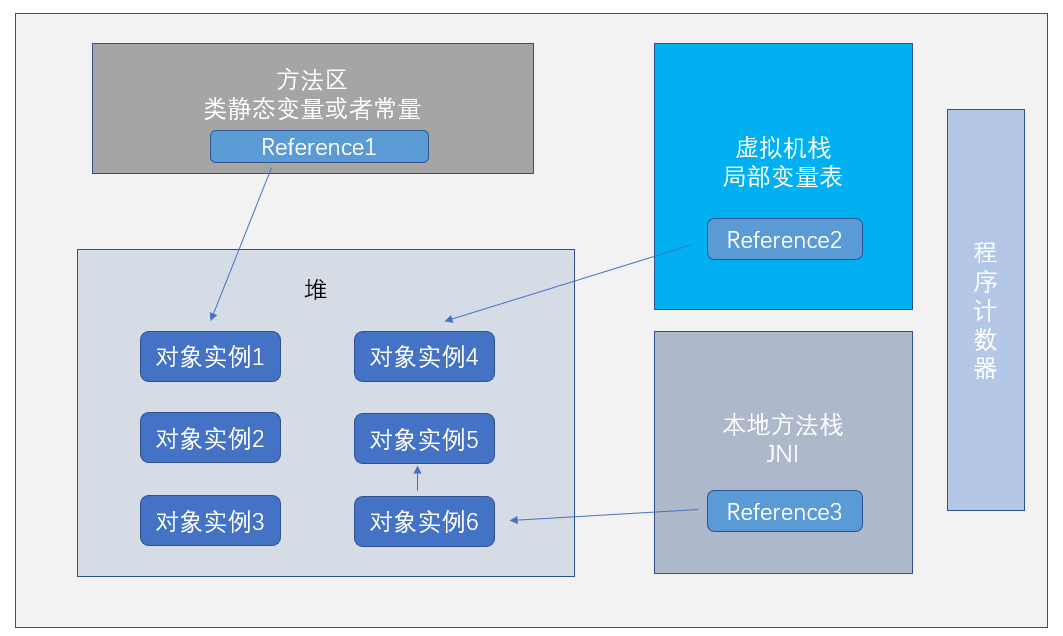 方法区
类静态变量或者常量
Reference1
虚拟机栈
局部变量表
Reference2
程序计数器
堆
对象实例1
对象实例4
对象实例2
对象实例5
对象实例3
对象实例6
本地方法栈
JNI
Reference3